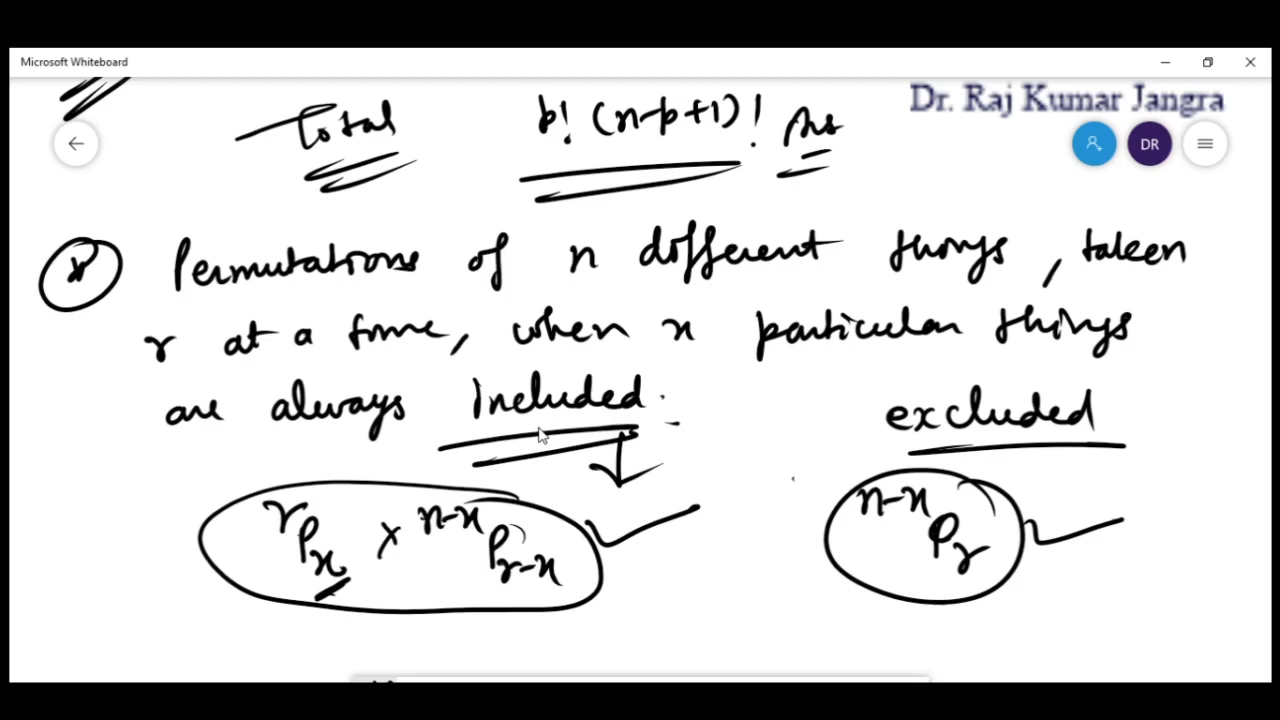 Microsoft Whiteboard
Dr. Raj Kumar Jangra
DR
Total p! (n-p+1)! Ans
Permutations of n different things, taken
r at a time, when x particular things
are always included.
excluded
ʳPₓ × ⁿ⁻ˣPᵣ₋ₓ
ⁿ⁻ˣPᵣ